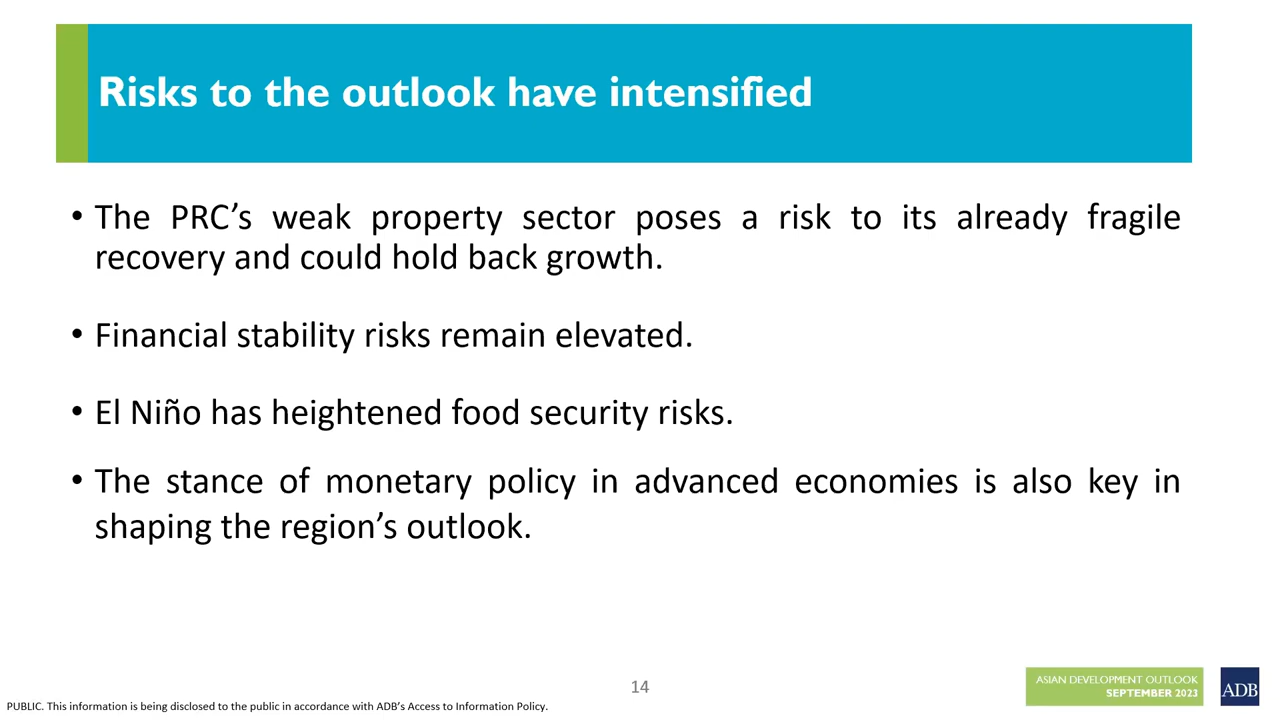 Risks to the outlook have intensified
• The PRC’s weak property sector poses a risk to its already fragile
recovery and could hold back growth.
• Financial stability risks remain elevated.
• El Niño has heightened food security risks.
• The stance of monetary policy in advanced economies is also key in
shaping the region’s outlook.
14
ASIAN DEVELOPMENT OUTLOOK
SEPTEMBER 2023
ADB
PUBLIC. This information is being disclosed to the public in accordance with ADB’s Access to Information Policy.